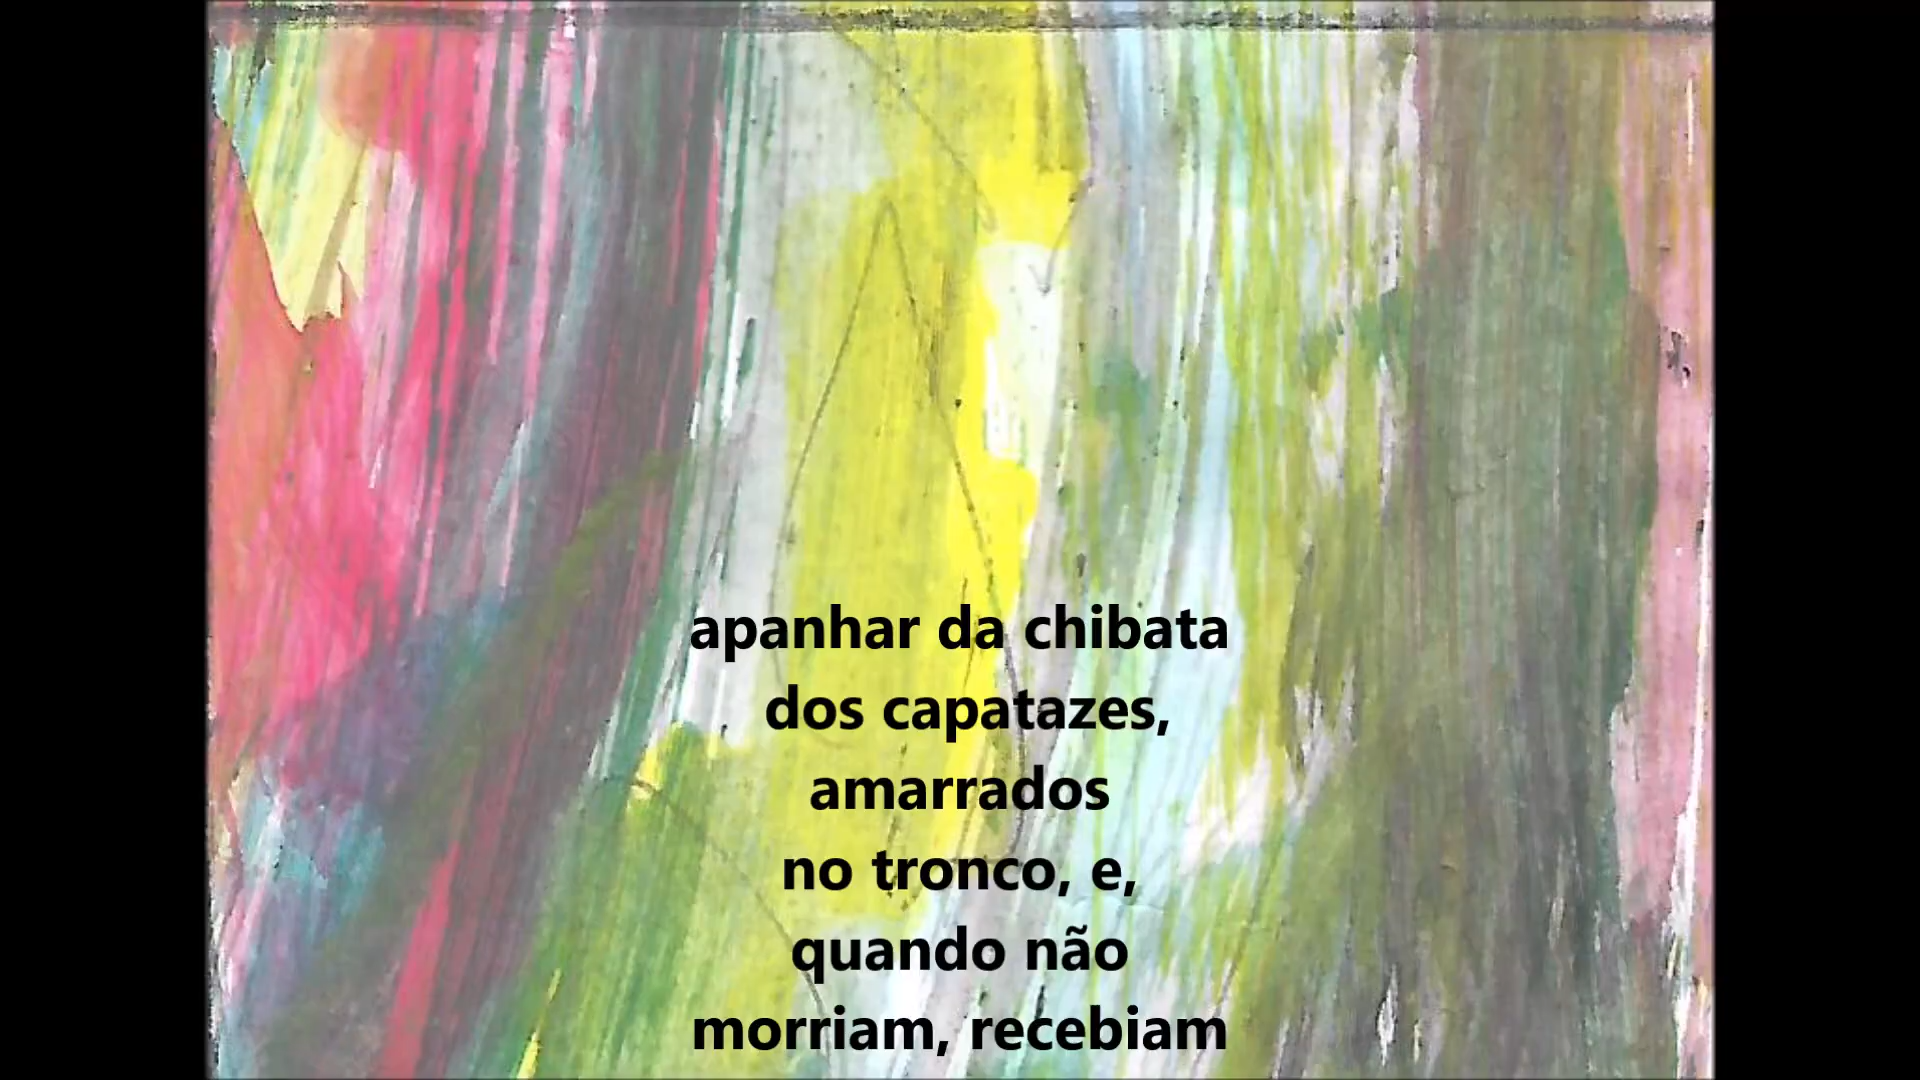 apanhar da chibata
dos capatazes,
amarrados
no tronco, e,
quando não
morriam, recebiam